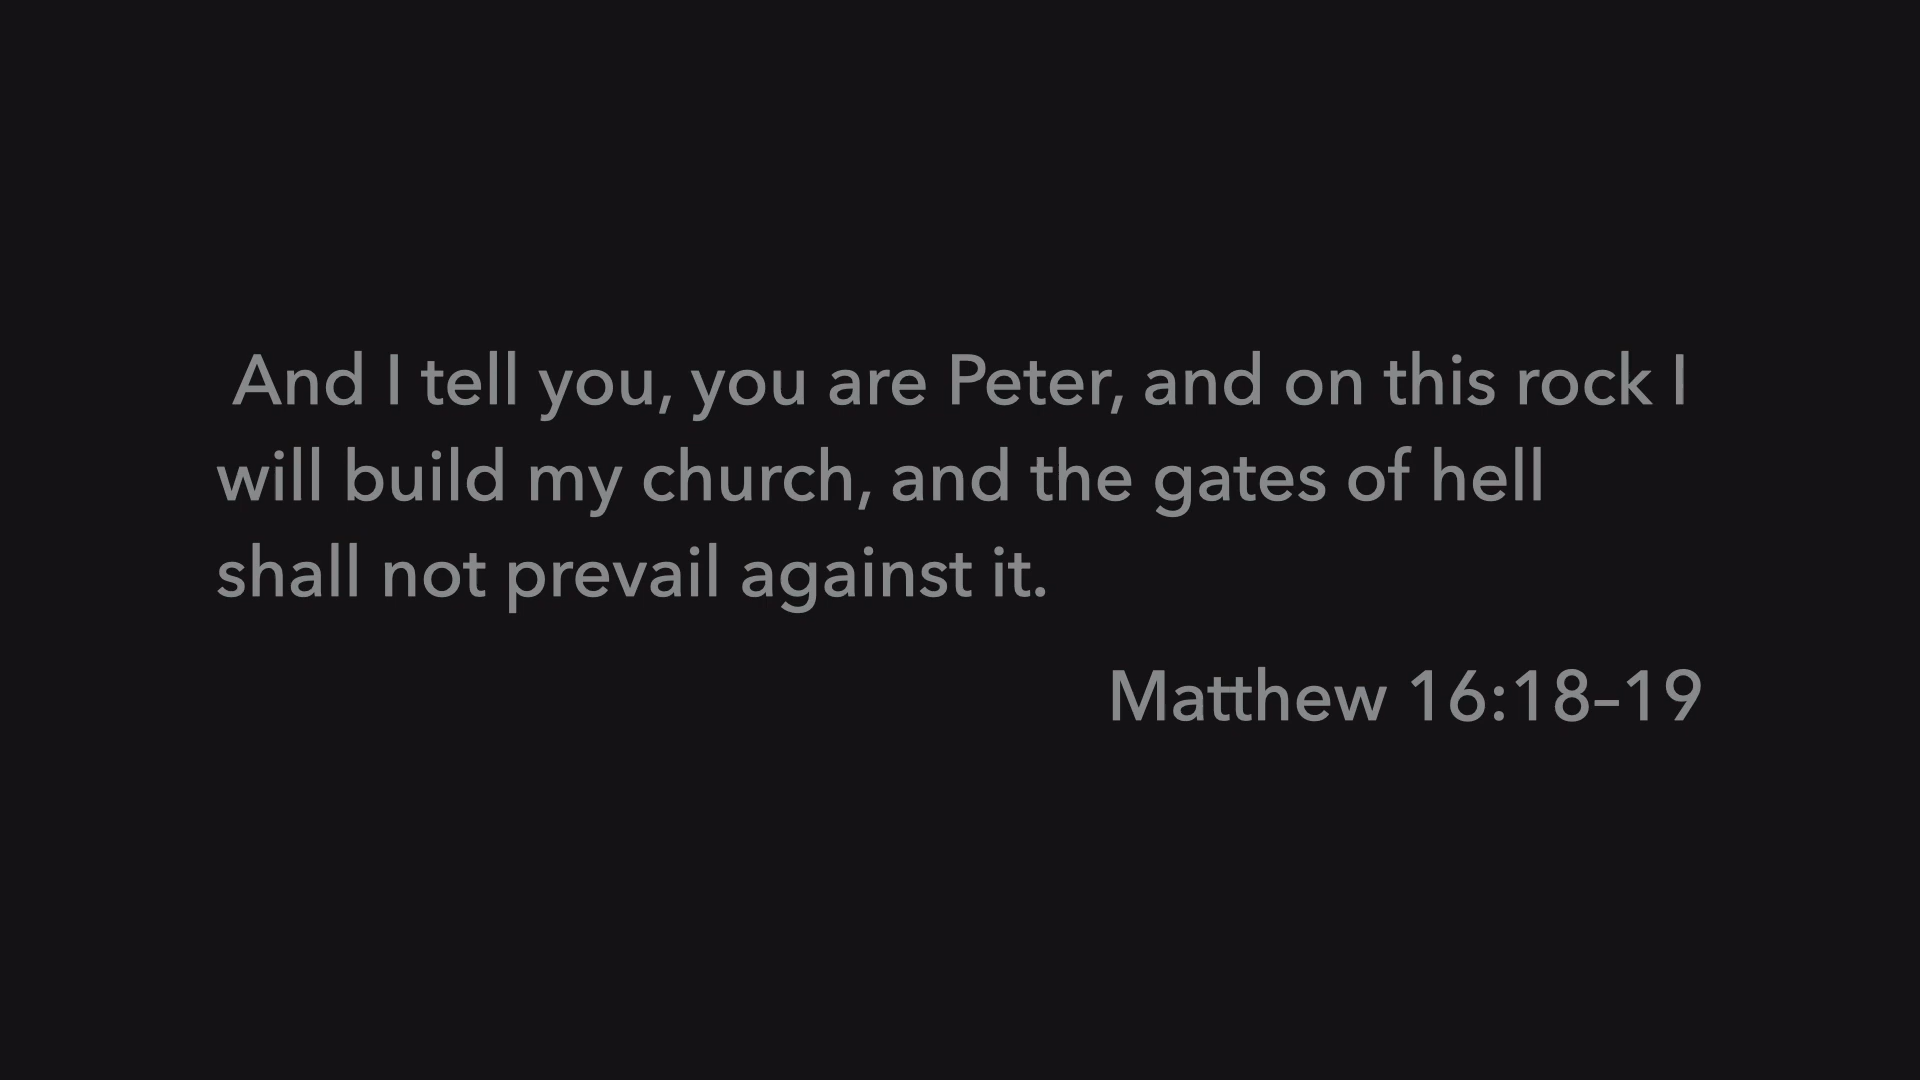 And I tell you, you are Peter, and on this rock I
will build my church, and the gates of hell
shall not prevail against it.
Matthew 16:18–19